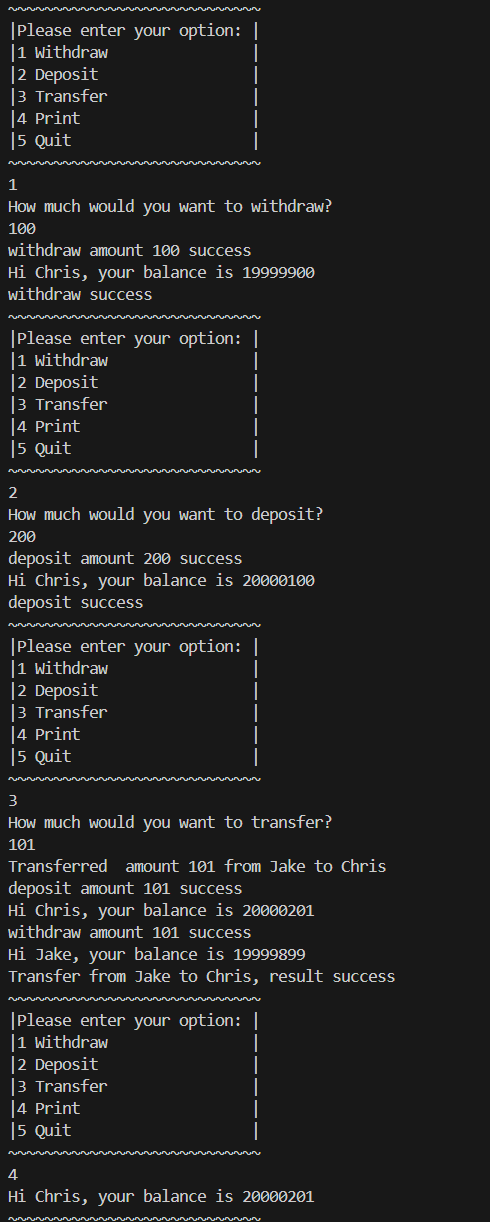 ~~~~~~~~~~~~~~~~~~~~~~~~~~~~
|Please enter your option: |
|1 Withdraw                |
|2 Deposit                 |
|3 Transfer                |
|4 Print                   |
|5 Quit                    |
~~~~~~~~~~~~~~~~~~~~~~~~~~~~
1
How much would you want to withdraw?
100
withdraw amount 100 success
Hi Chris, your balance is 19999900
withdraw success
~~~~~~~~~~~~~~~~~~~~~~~~~~~~
|Please enter your option: |
|1 Withdraw                |
|2 Deposit                 |
|3 Transfer                |
|4 Print                   |
|5 Quit                    |
~~~~~~~~~~~~~~~~~~~~~~~~~~~~
2
How much would you want to deposit?
200
deposit amount 200 success
Hi Chris, your balance is 20000100
deposit success
~~~~~~~~~~~~~~~~~~~~~~~~~~~~
|Please enter your option: |
|1 Withdraw                |
|2 Deposit                 |
|3 Transfer                |
|4 Print                   |
|5 Quit                    |
~~~~~~~~~~~~~~~~~~~~~~~~~~~~
3
How much would you want to transfer?
101
Transferred  amount 101 from Jake to Chris
deposit amount 101 success
Hi Chris, your balance is 20000201
withdraw amount 101 success
Hi Jake, your balance is 19999899
Transfer from Jake to Chris, result success
~~~~~~~~~~~~~~~~~~~~~~~~~~~~
|Please enter your option: |
|1 Withdraw                |
|2 Deposit                 |
|3 Transfer                |
|4 Print                   |
|5 Quit                    |
~~~~~~~~~~~~~~~~~~~~~~~~~~~~
4
Hi Chris, your balance is 20000201
~~~~~~~~~~~~~~~~~~~~~~~~~~~~